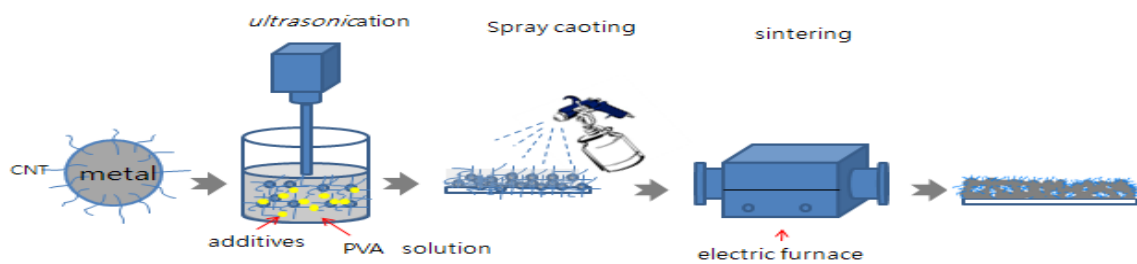 ultrasonication
Spray caoting
sintering
CNT
metal
additives
PVA solution
electric furnace